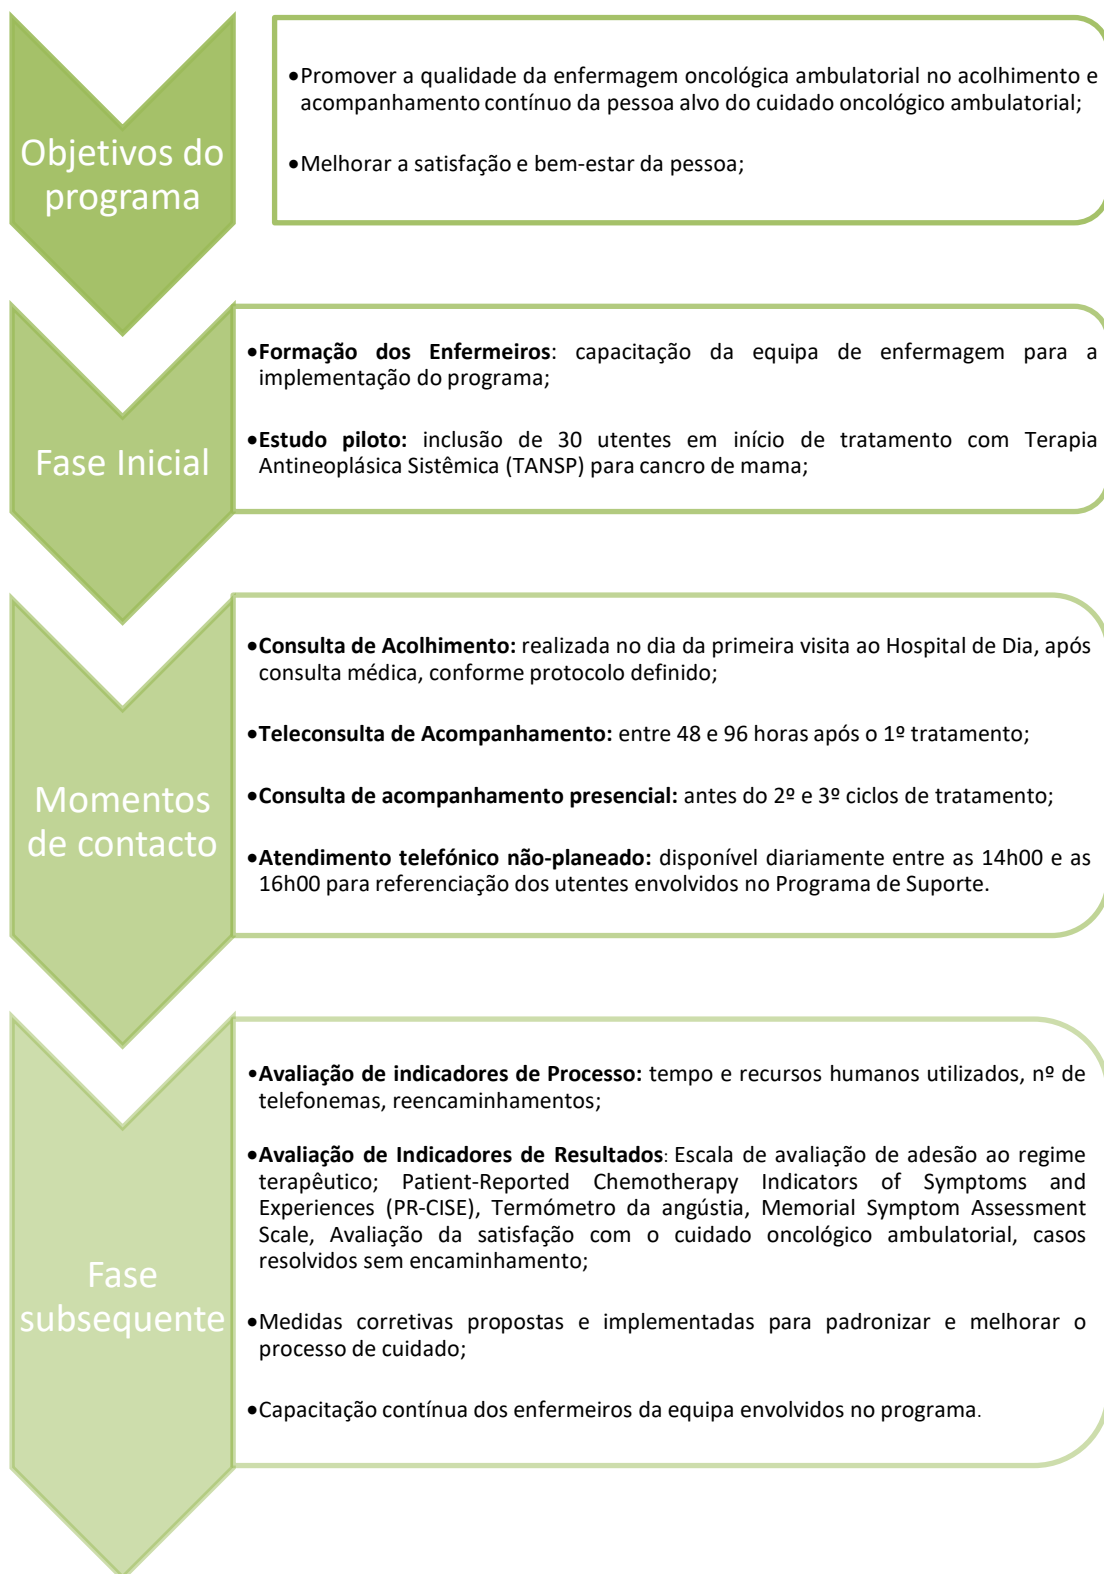 Objetivos do
programa
•Promover a qualidade da enfermagem oncológica ambulatorial no acolhimento e
acompanhamento contínuo da pessoa alvo do cuidado oncológico ambulatorial;
•Melhorar a satisfação e bem-estar da pessoa;
Fase Inicial
•Formação dos Enfermeiros: capacitação da equipa de enfermagem para a
implementação do programa;
•Estudo piloto: inclusão de 30 utentes em início de tratamento com Terapia
Antineoplásica Sistêmica (TANSP) para cancro de mama;
Momentos
de contacto
•Consulta de Acolhimento: realizada no dia da primeira visita ao Hospital de Dia, após
consulta médica, conforme protocolo definido;
•Teleconsulta de Acompanhamento: entre 48 e 96 horas após o 1º tratamento;
•Consulta de acompanhamento presencial: antes do 2º e 3º ciclos de tratamento;
•Atendimento telefónico não-planeado: disponível diariamente entre as 14h00 e as
16h00 para referenciação dos utentes envolvidos no Programa de Suporte.
Fase
subsequente
•Avaliação de indicadores de Processo: tempo e recursos humanos utilizados, nº de
telefonemas, reencaminhamentos;
•Avaliação de Indicadores de Resultados: Escala de avaliação de adesão ao regime
terapêutico; Patient-Reported Chemotherapy Indicators of Symptoms and
Experiences (PR-CISE), Termómetro da angústia, Memorial Symptom Assessment
Scale, Avaliação da satisfação com o cuidado oncológico ambulatorial, casos
resolvidos sem encaminhamento;
•Medidas corretivas propostas e implementadas para padronizar e melhorar o
processo de cuidado;
•Capacitação contínua dos enfermeiros da equipa envolvidos no programa.